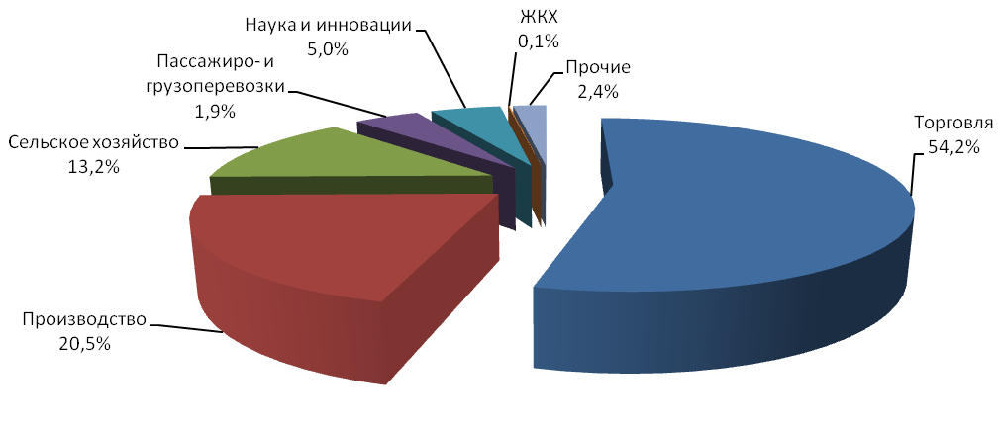 Наука и инновации
5,0%
ЖКХ
0,1%
Прочие
2,4%
Пассажиро- и
грузоперевозки
1,9%
Торговля
54,2%
Сельское хозяйство
13,2%
Производство
20,5%